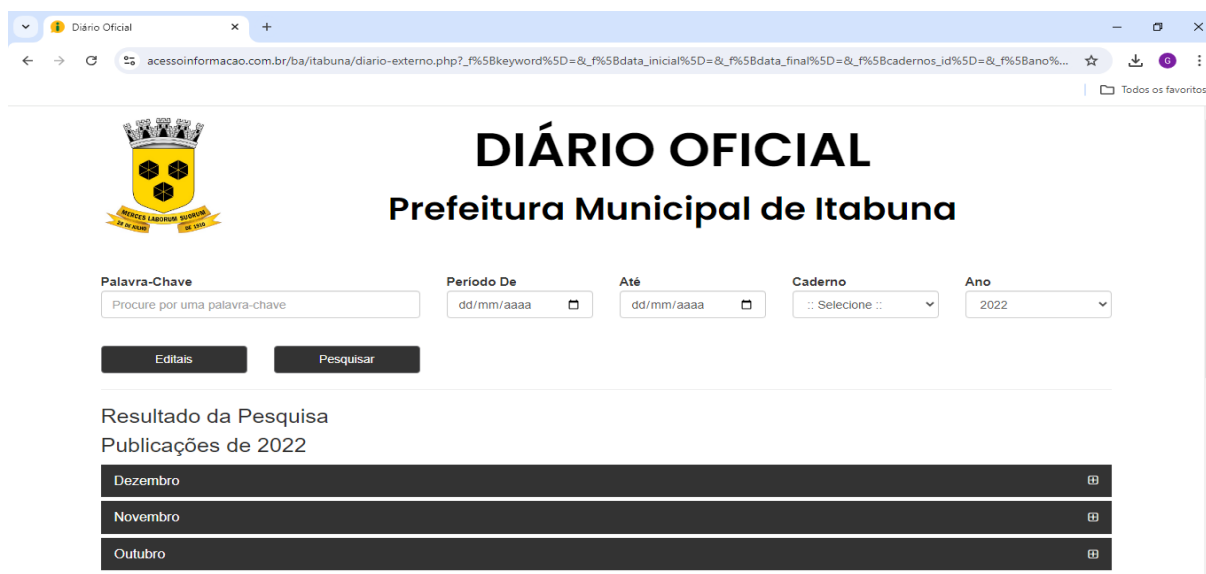 Diário Oficial
acessoinformacao.com.br/ba/itabuna/diario-externo.php?_f%5Bkeyword%5D=&_f%5Bdata_inicial%5D=&_f%5Bdata_final%5D=&_f%5Bcadernos_id%5D=&_f%5Bano%...
G
Todos os favoritos
MERCES LABORUM SUORUM
28 DE JULHO DE 1910
DIÁRIO OFICIAL
Prefeitura Municipal de Itabuna
Palavra-Chave Período De Até Caderno Ano
Procure por uma palavra-chave dd/mm/aaaa dd/mm/aaaa :: Selecione :: 2022
Editais Pesquisar
Resultado da Pesquisa
Publicações de 2022
Dezembro
Novembro
Outubro